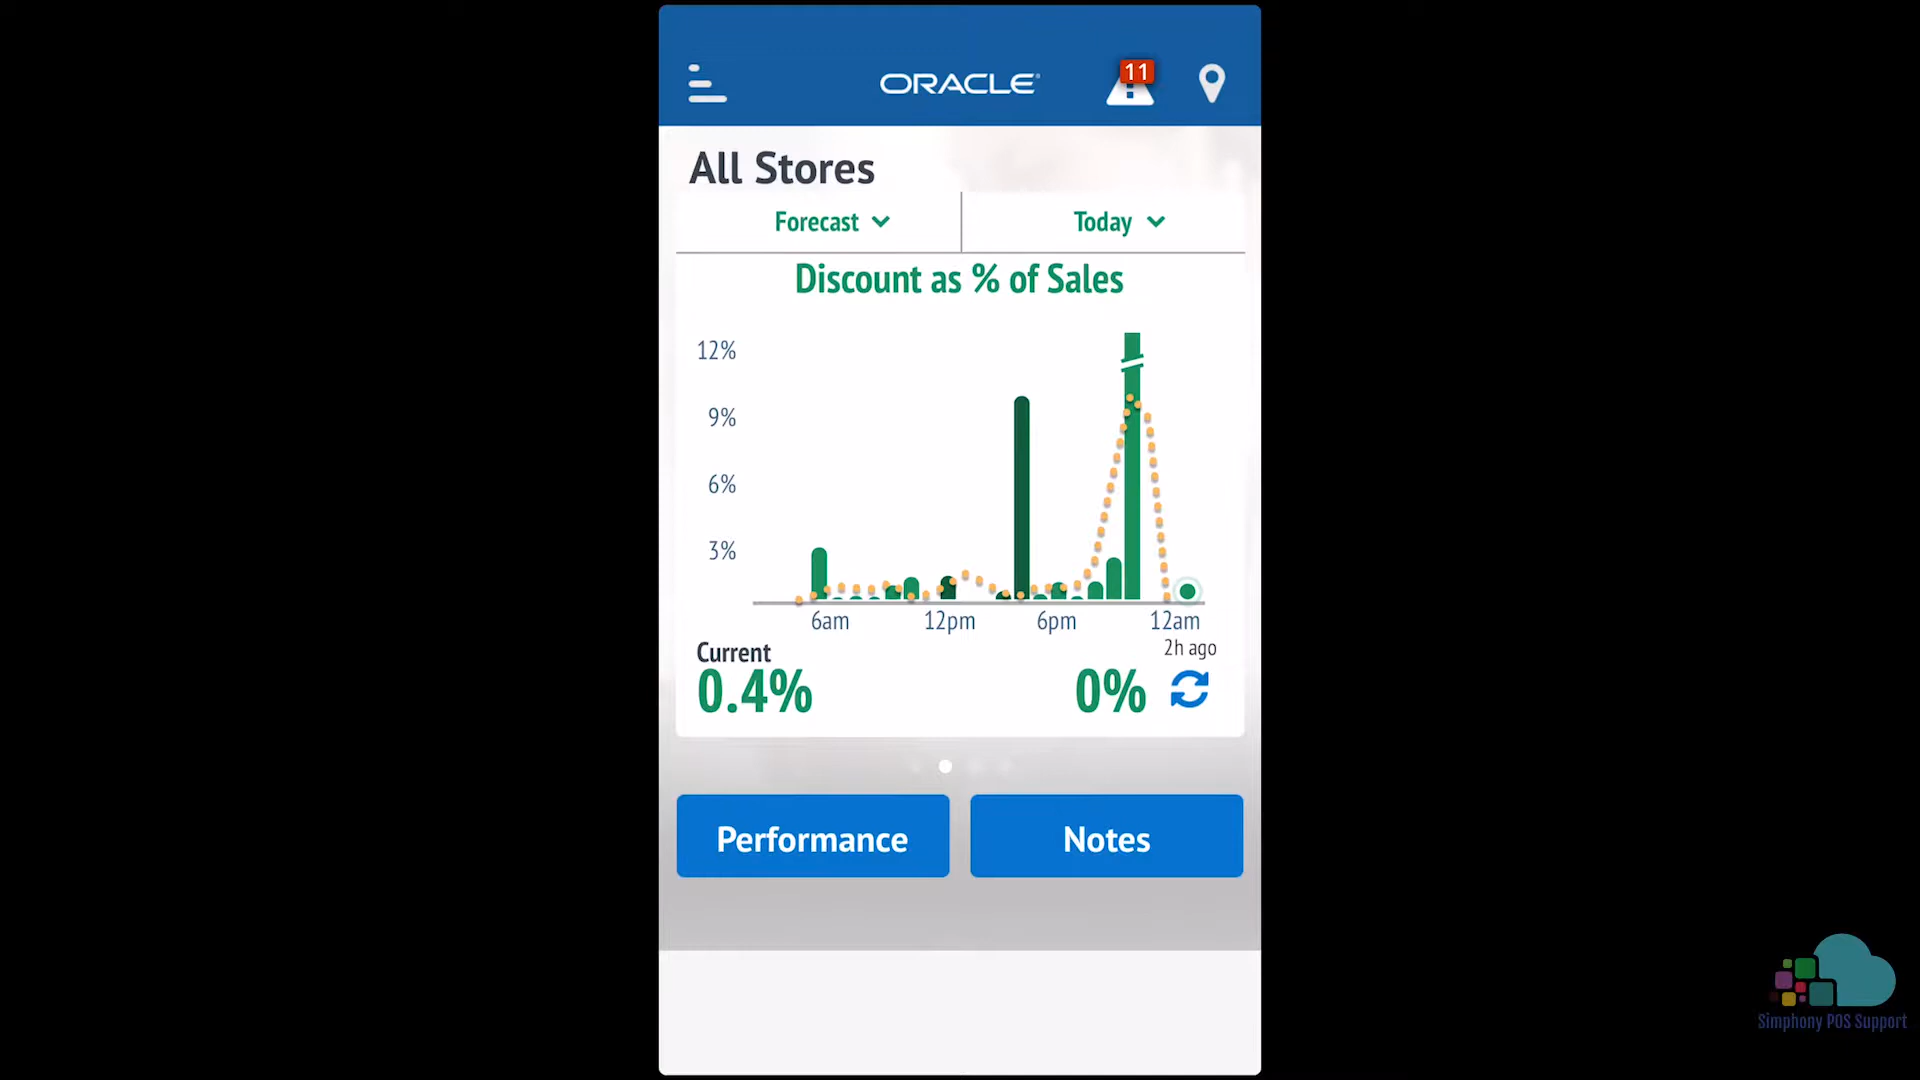 11
ORACLE
All Stores
Forecast
Today
Discount as % of Sales
12%
9%
6%
3%
6am
12pm
6pm
12am
Current
2h ago
0.4%
0%
Performance
Notes
Simphony POS Support